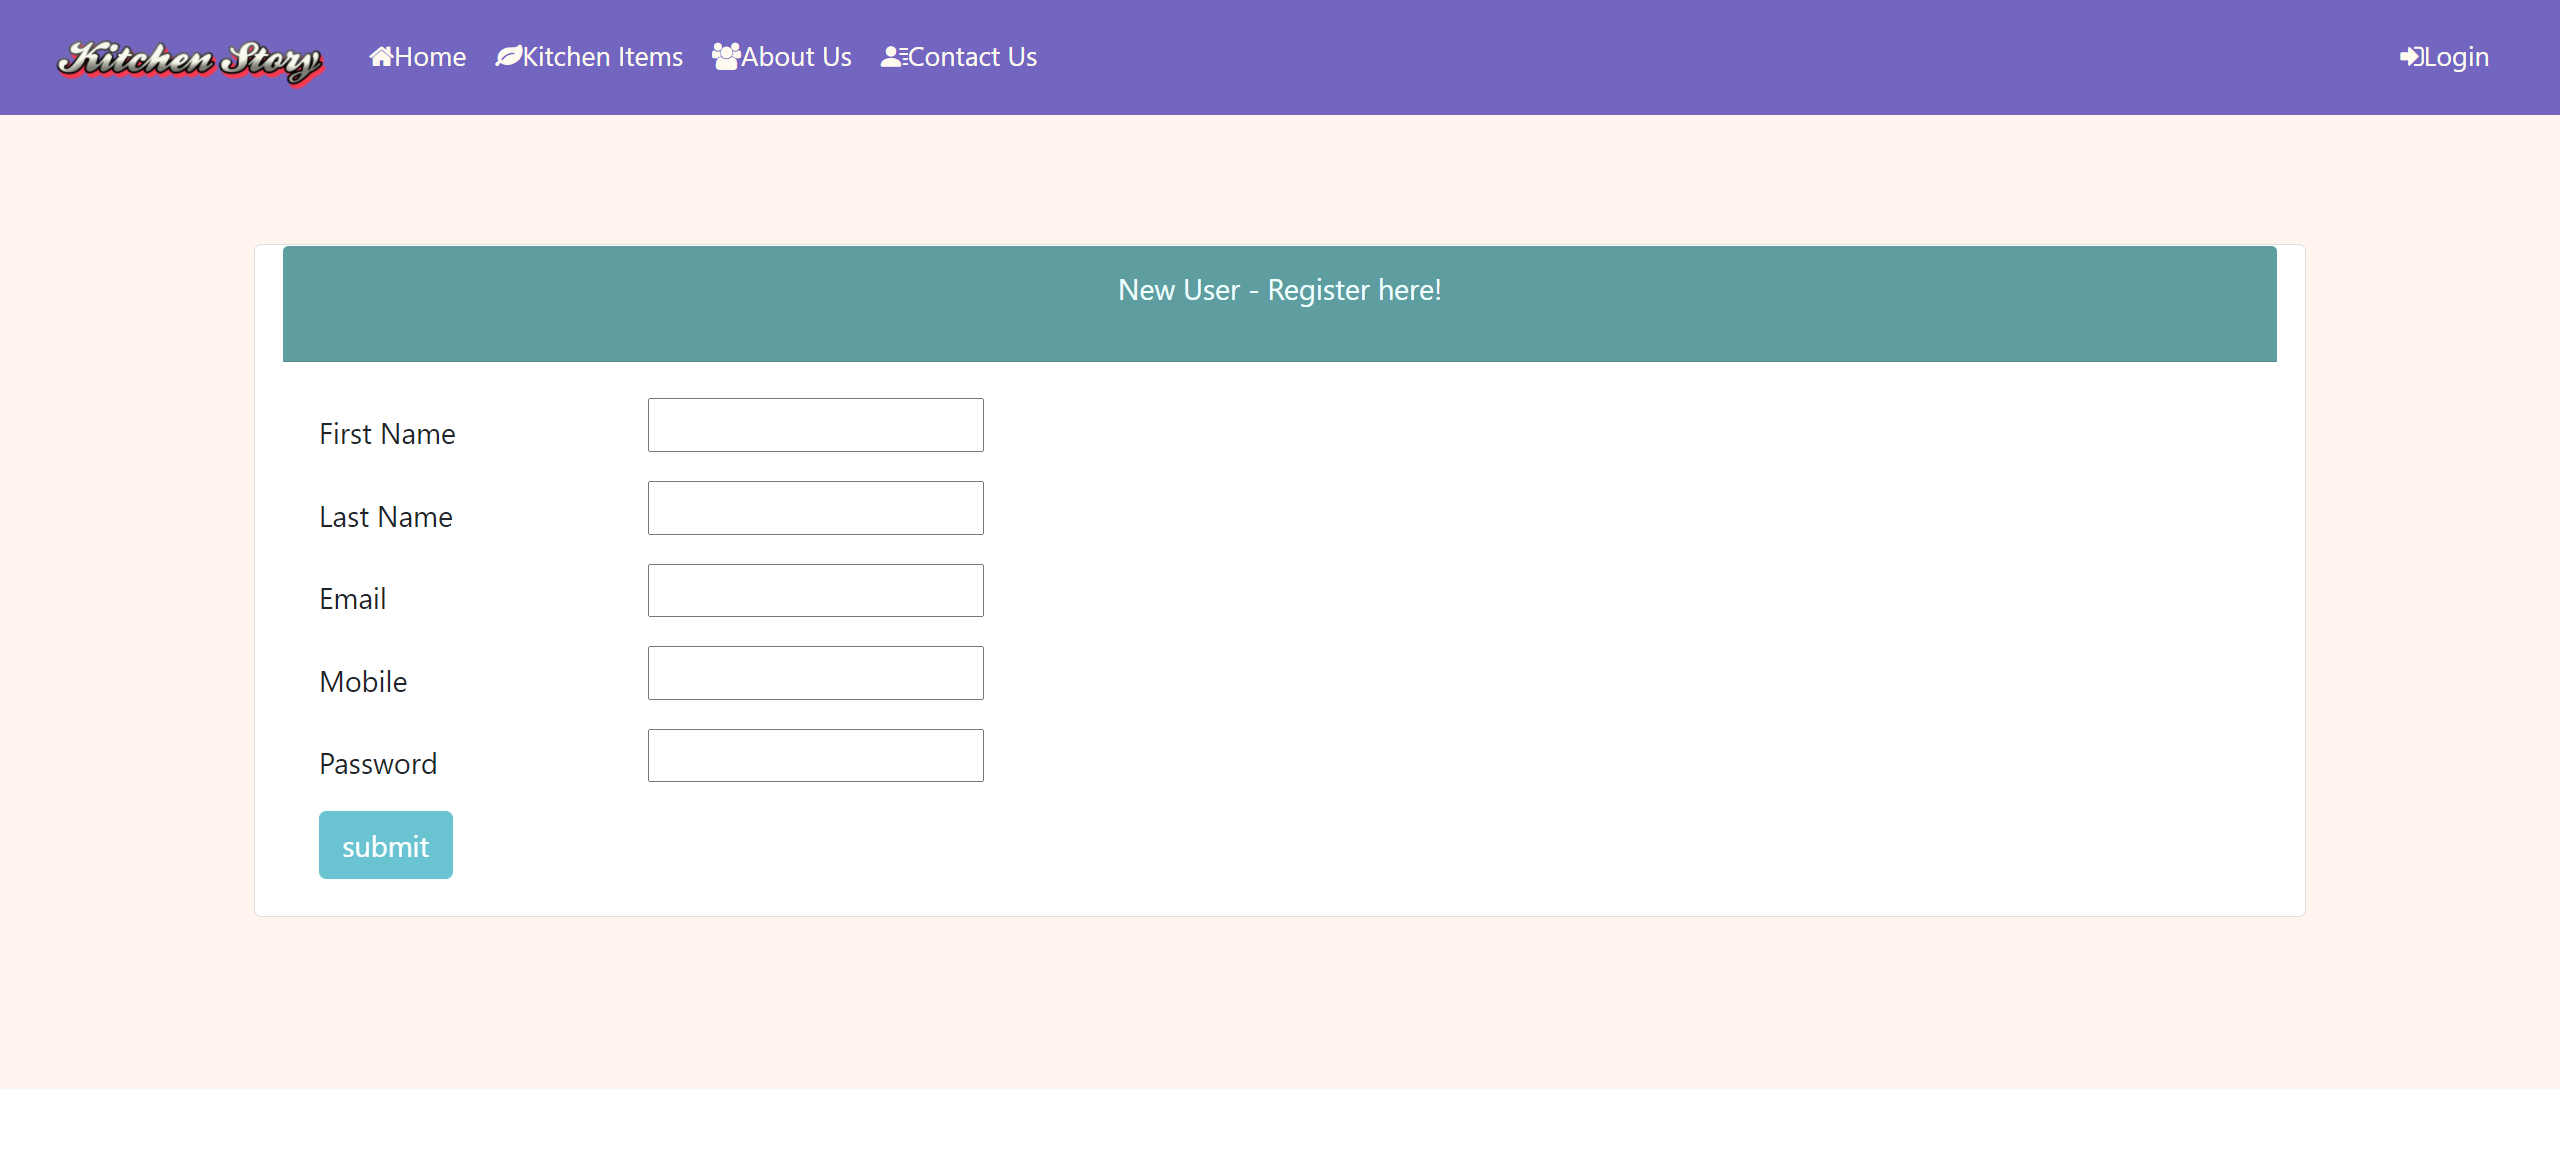 Kitchen Story Home Kitchen Items About Us Contact Us Login
New User - Register here!
First Name
Last Name
Email
Mobile
Password
submit